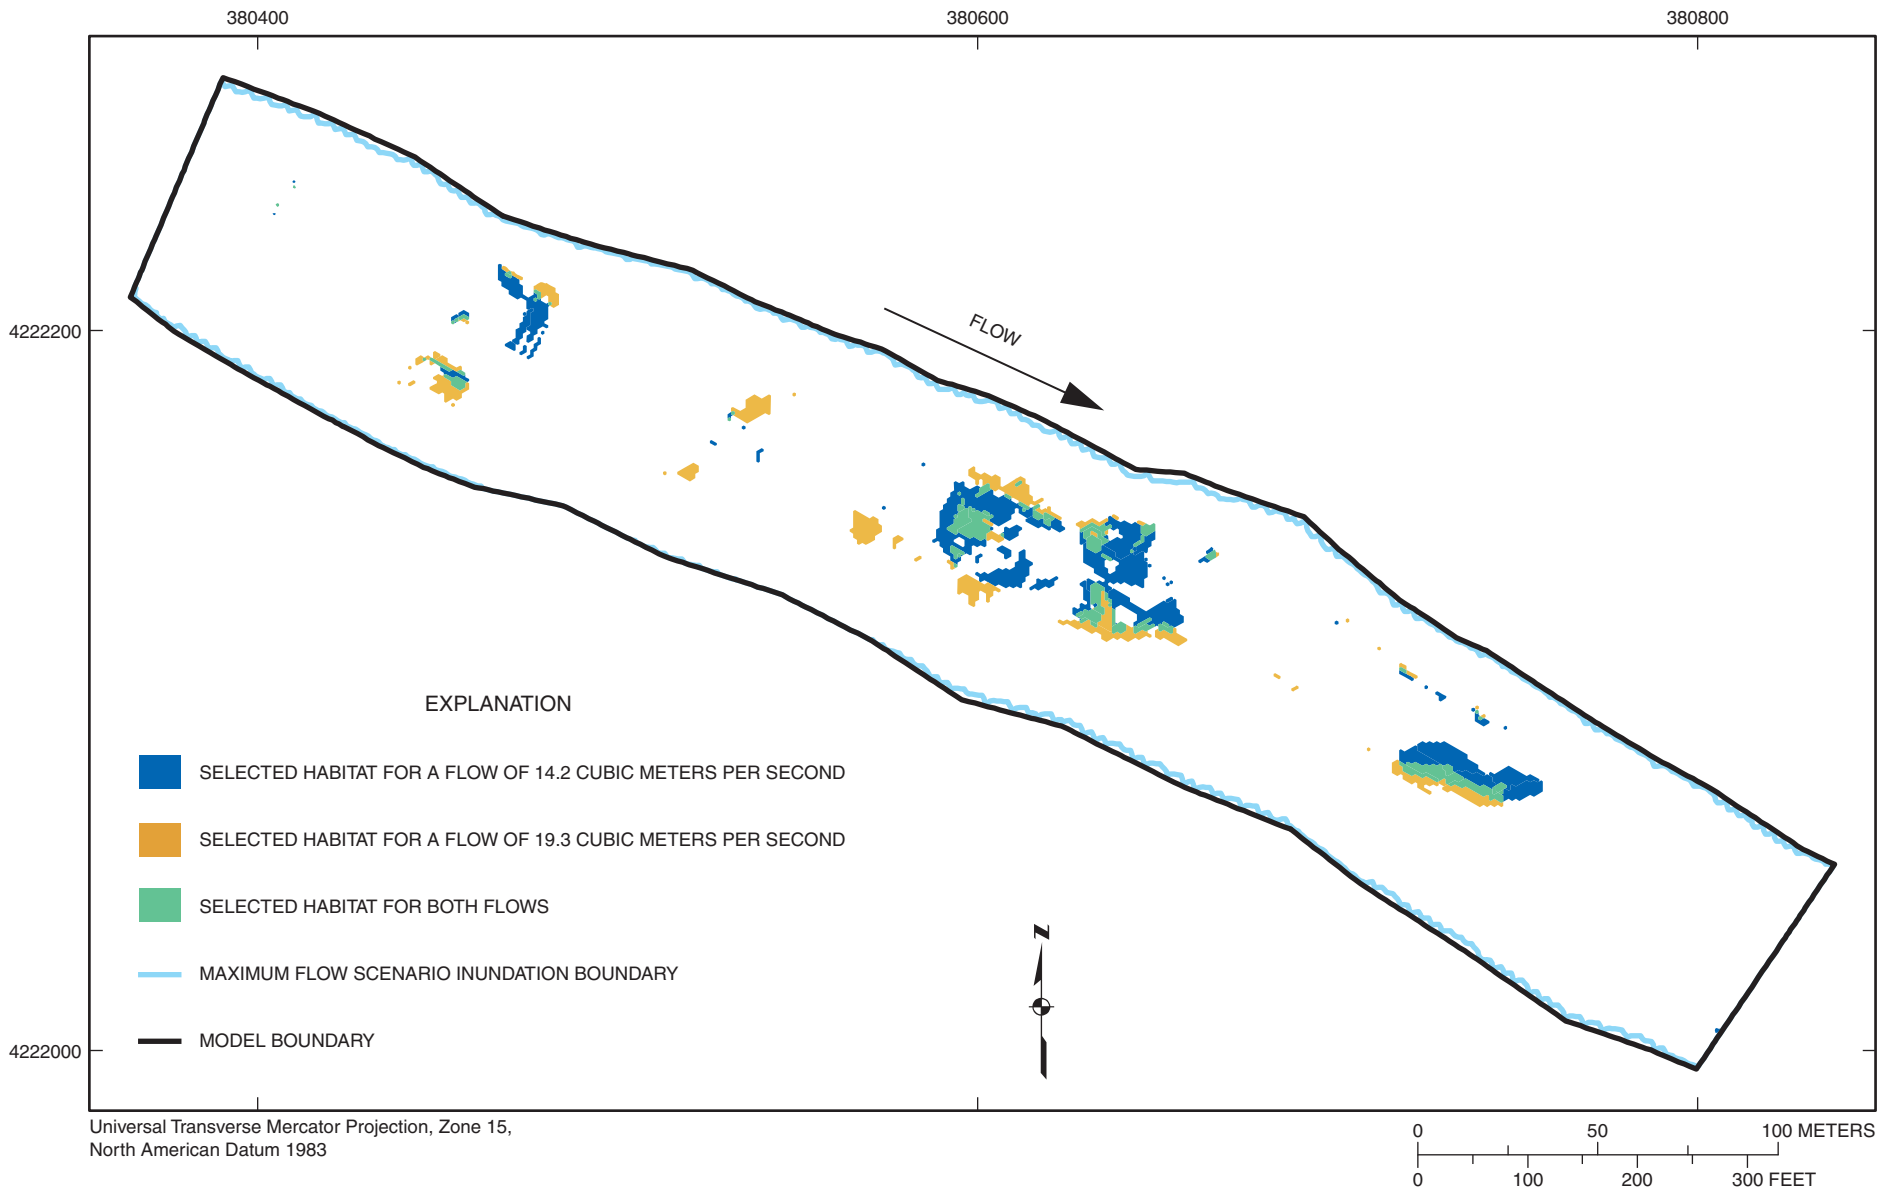 380400 380600 380800
FLOW
4222200
EXPLANATION
SELECTED HABITAT FOR A FLOW OF 14.2 CUBIC METERS PER SECOND
SELECTED HABITAT FOR A FLOW OF 19.3 CUBIC METERS PER SECOND
SELECTED HABITAT FOR BOTH FLOWS
N
MAXIMUM FLOW SCENARIO INUNDATION BOUNDARY
MODEL BOUNDARY
4222000
Universal Transverse Mercator Projection, Zone 15,
North American Datum 1983
0 50 100 METERS
0 100 200 300 FEET